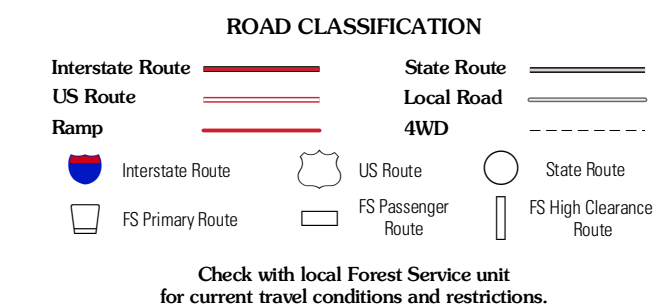 ROAD CLASSIFICATION
Interstate Route
State Route
US Route
Local Road
Ramp
4WD
Interstate Route
US Route
State Route
FS Primary Route
FS Passenger
Route
FS High Clearance
Route
Check with local Forest Service unit
for current travel conditions and restrictions.